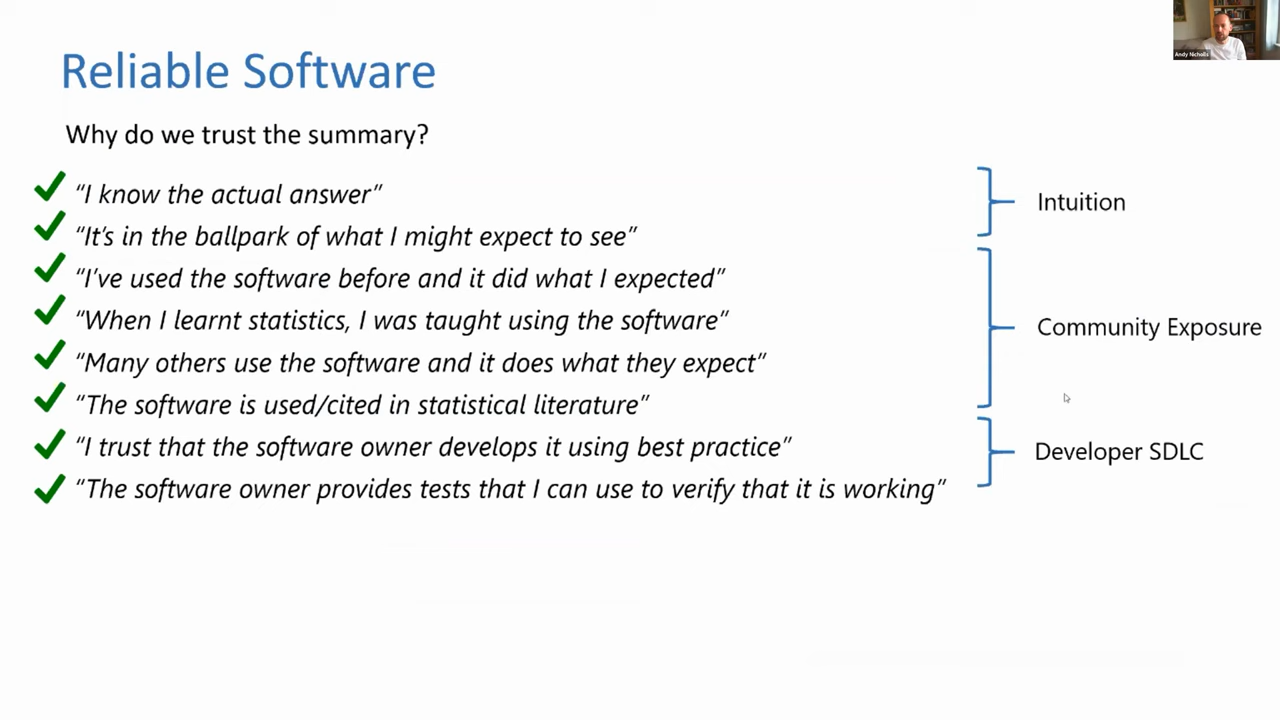 Reliable Software
Andy Nicholls
Why do we trust the summary?
“I know the actual answer”
“It’s in the ballpark of what I might expect to see”
Intuition
“I’ve used the software before and it did what I expected”
“When I learnt statistics, I was taught using the software”
“Many others use the software and it does what they expect”
“The software is used/cited in statistical literature”
Community Exposure
“I trust that the software owner develops it using best practice”
“The software owner provides tests that I can use to verify that it is working”
Developer SDLC